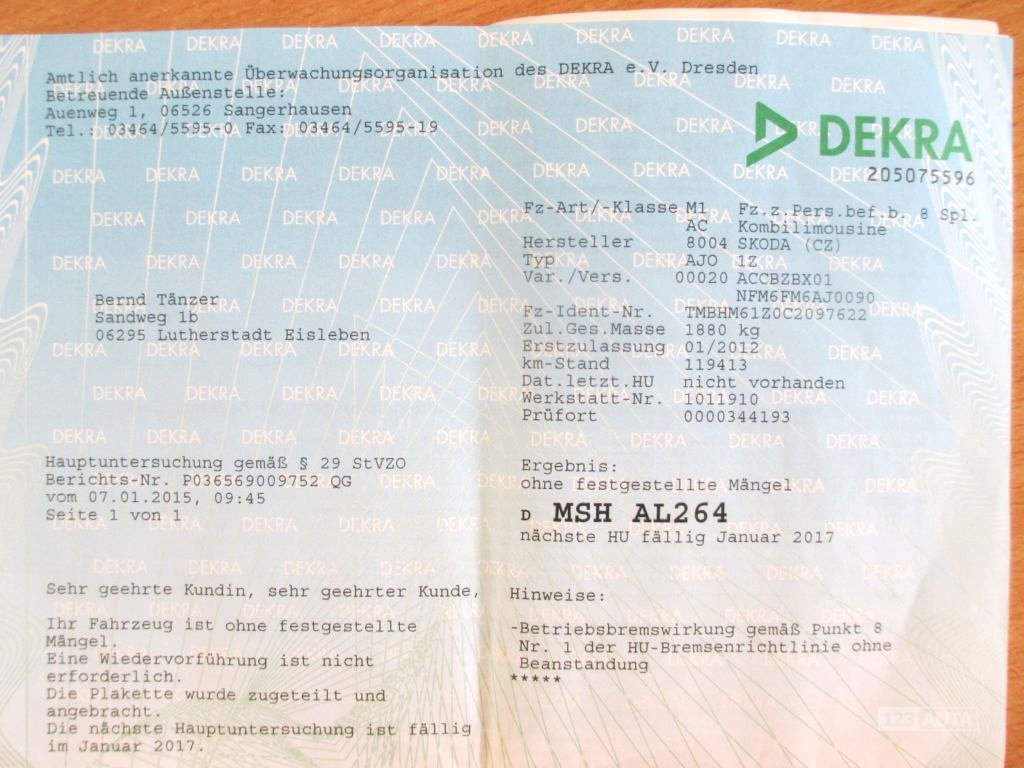 Amtlich anerkannte Überwachungsorganisation des DEKRA e.V. Dresden
Betreuende Außenstelle:
Auenweg 1, 06526 Sangerhausen
Tel.: 03464/5595-0 Fax: 03464/5595-19
DEKRA
205075596
Fz-Art/-Klasse M1 Fz.z.Pers.bef.b. 8 Spl.
AC Kombilimousine
Hersteller 8004 SKODA (CZ)
Typ AJO 1Z
Var./Vers. 00020 ACCBZBX01
NFM6FM6AJ0090
Fz-Ident-Nr. TMBHM61Z0C2097622
Zul.Ges.Masse 1880 kg
Erstzulassung 01/2012
km-Stand 119413
Dat.letzt.HU nicht vorhanden
Werkstatt-Nr. 1011910
Prüfort 0000344193
Bernd Tänzer
Sandweg 1b
06295 Lutherstadt Eisleben
Hauptuntersuchung gemäß § 29 StVZO
Berichts-Nr. P036569009752 QG
vom 07.01.2015, 09:45
Seite 1 von 1
Ergebnis:
ohne festgestellte Mängel
D MSH AL264
nächste HU fällig Januar 2017
Sehr geehrte Kundin, sehr geehrter Kunde,
Ihr Fahrzeug ist ohne festgestellte
Mängel.
Eine Wiedervorführung ist nicht
erforderlich.
Die Plakette wurde zugeteilt und
angebracht.
Die nächste Hauptuntersuchung ist fällig
im Januar 2017.
Hinweise:
-Betriebsbremswirkung gemäß Punkt 8
Nr. 1 der HU-Bremsenrichtlinie ohne
Beanstandung
*****
123 AUTA